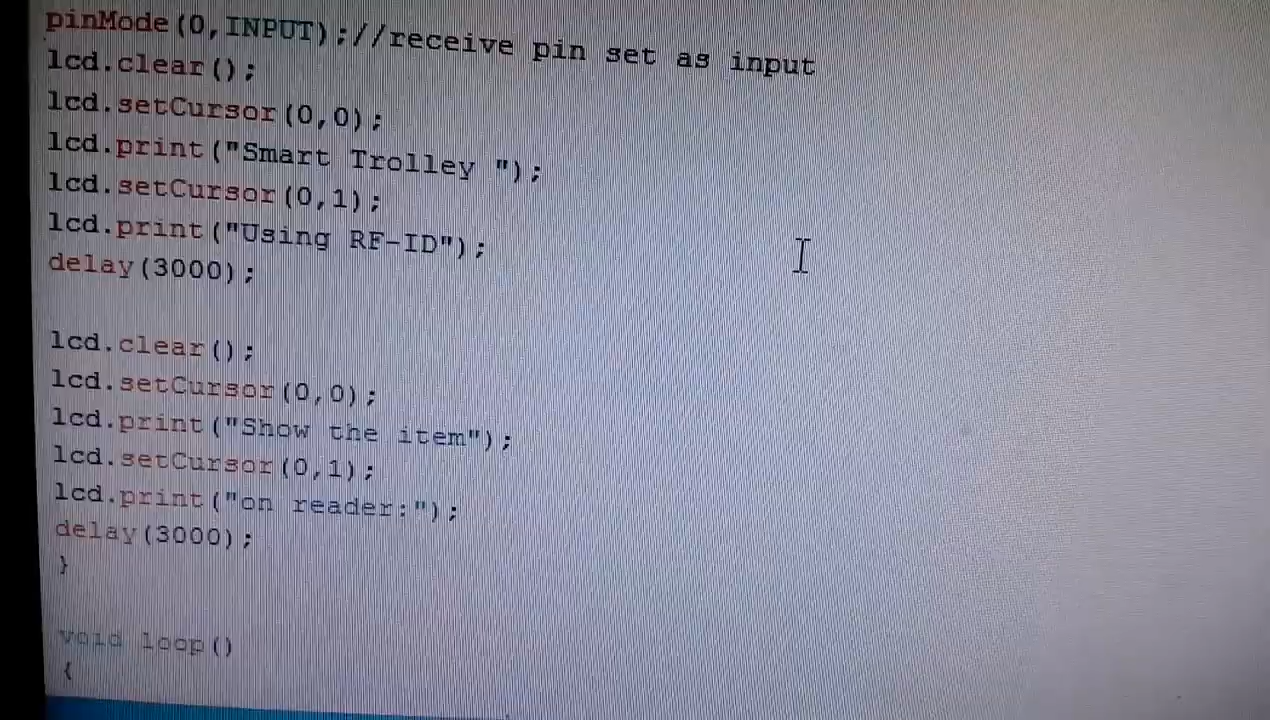 pinMode(0,INPUT);//receive pin set as input
lcd.clear();
lcd.setCursor(0,0);
lcd.print("Smart Trolley ");
lcd.setCursor(0,1);
lcd.print("Using RF-ID");
delay(3000);
lcd.clear();
lcd.setCursor(0,0);
lcd.print("Show the item");
lcd.setCursor(0,1);
lcd.print("on reader:");
delay(3000);
}
void loop()
{